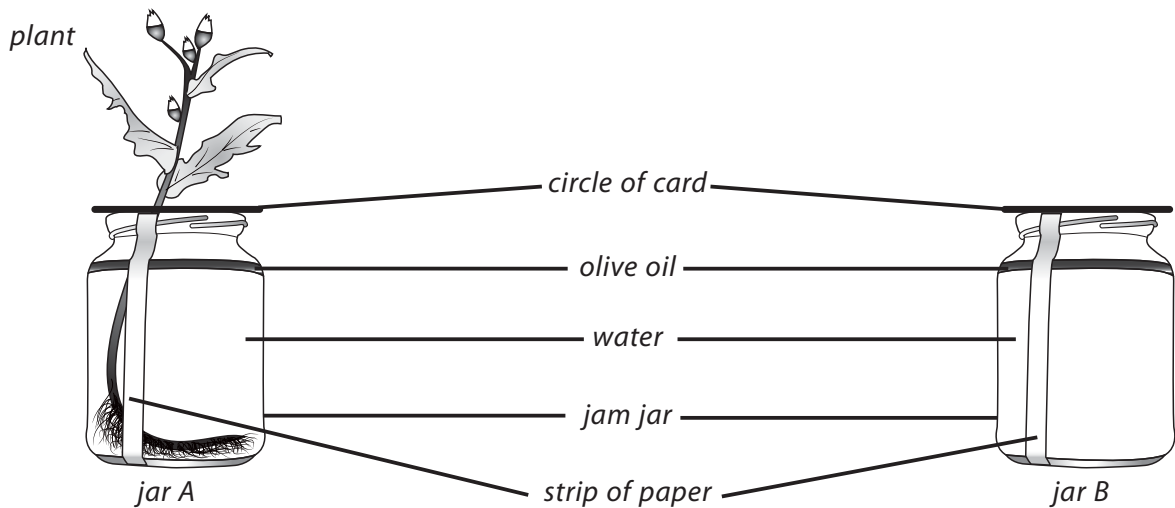 plant
circle of card
olive oil
water
jam jar
strip of paper
jar A
jar B